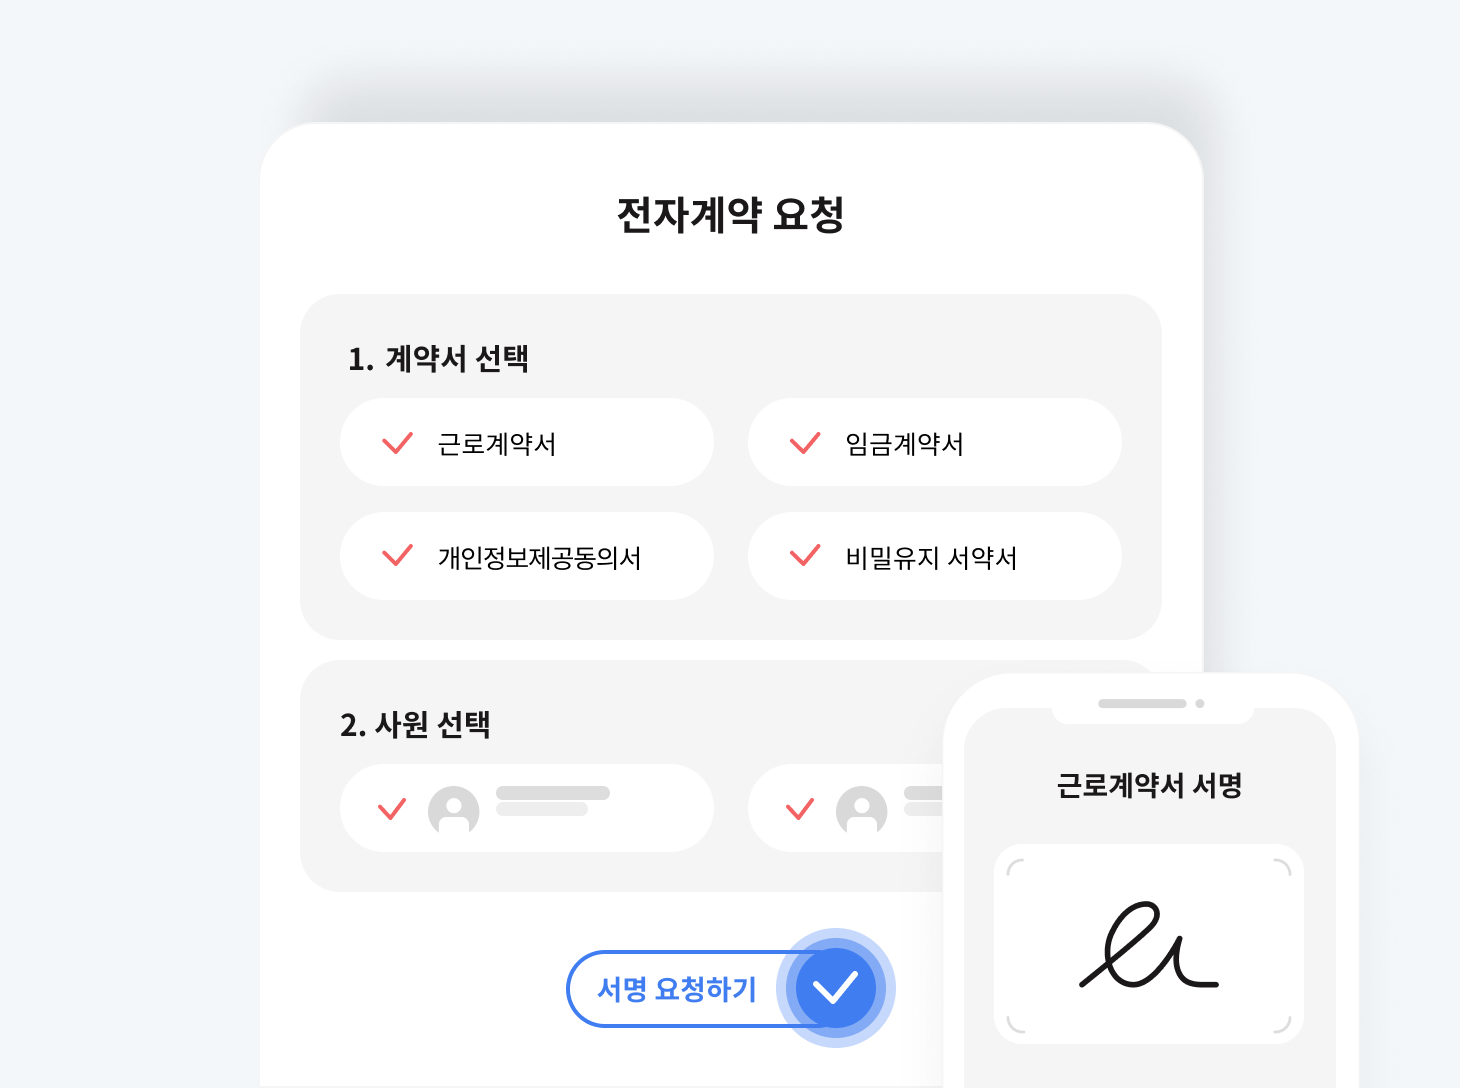 전자계약 요청
1. 계약서 선택
근로계약서
임금계약서
개인정보제공동의서
비밀유지 서약서
2. 사원 선택
서명 요청하기
근로계약서 서명